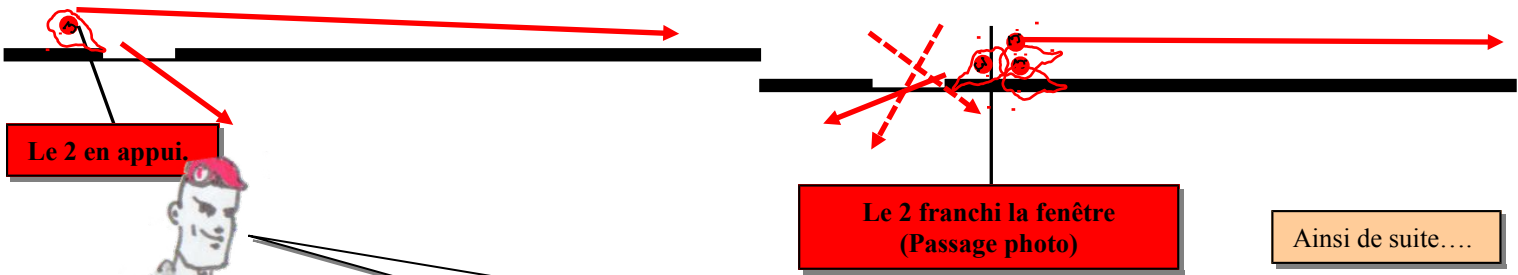 Le 2 en appui.
Le 2 franchi la fenêtre
(Passage photo)
Ainsi de suite….